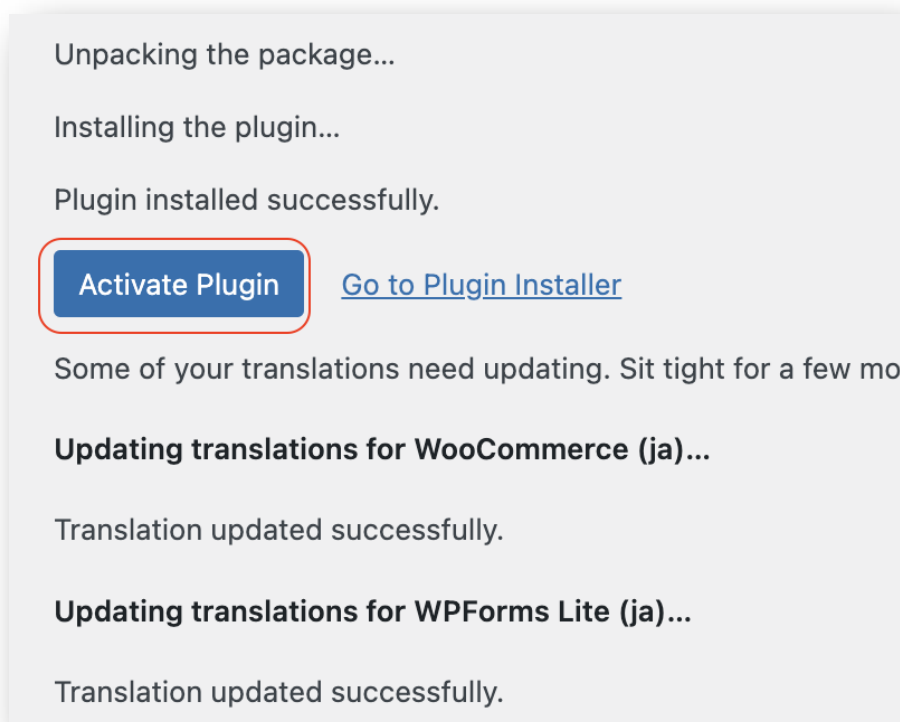 Unpacking the package...
Installing the plugin...
Plugin installed successfully.
Activate Plugin Go to Plugin Installer
Some of your translations need updating. Sit tight for a few mo
Updating translations for WooCommerce (ja)...
Translation updated successfully.
Updating translations for WPForms Lite (ja)...
Translation updated successfully.